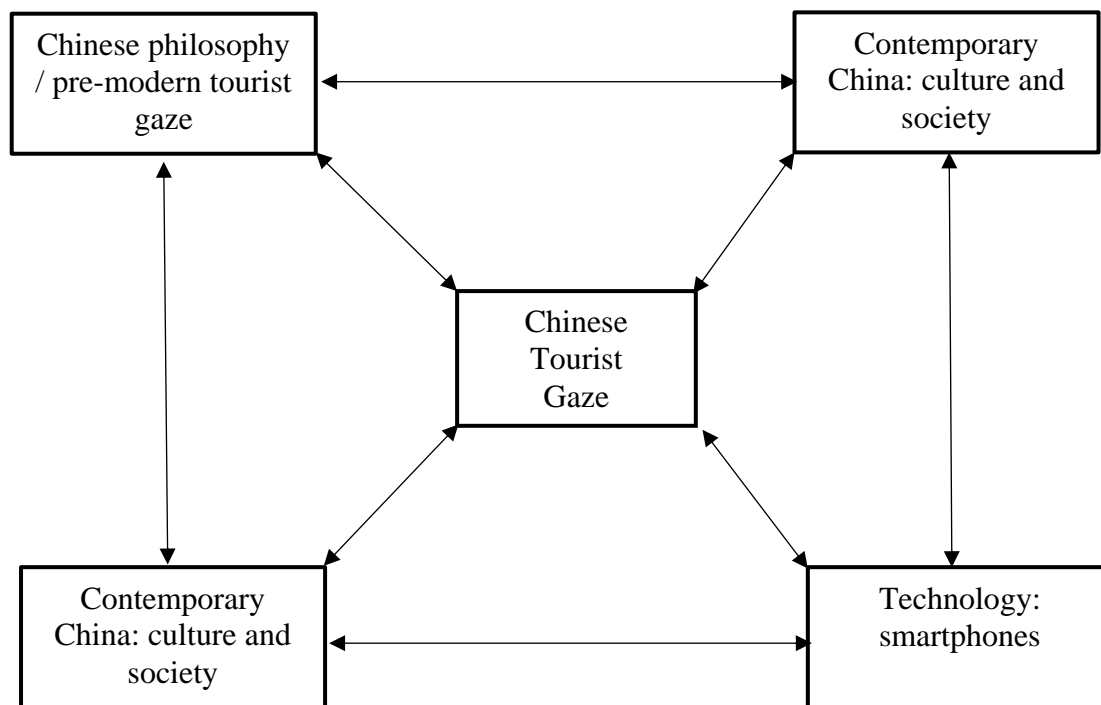 Chinese philosophy
/ pre-modern tourist
gaze
Contemporary
China: culture and
society
Chinese
Tourist
Gaze
Contemporary
China: culture and
society
Technology:
smartphones